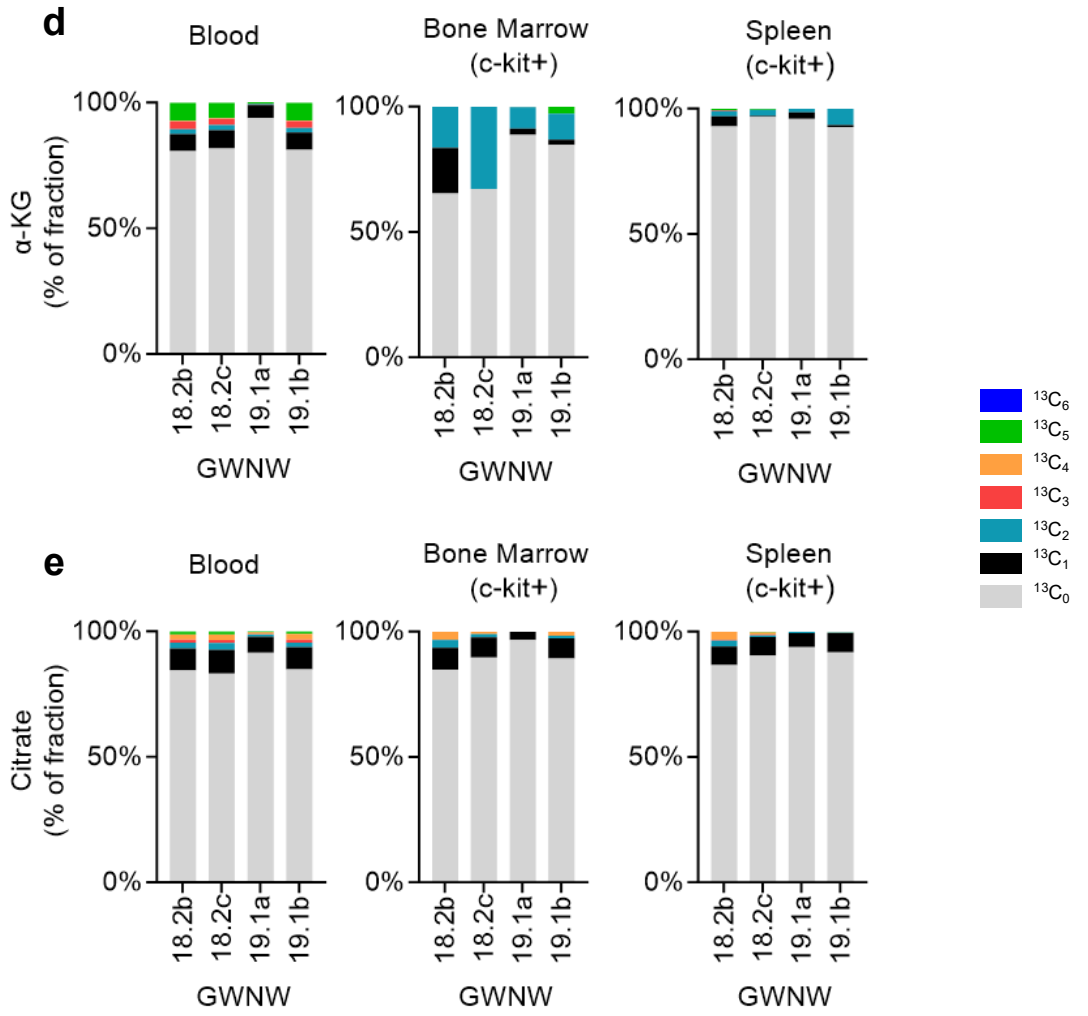 d
Blood
Bone Marrow
(c-kit+)
Spleen
(c-kit+)
α-KG
(% of fraction)
100%
50%
0%
18.2b
18.2c
19.1a
19.1b
GWNW
100%
50%
0%
18.2b
18.2c
19.1a
19.1b
GWNW
100%
50%
0%
18.2b
18.2c
19.1a
19.1b
GWNW
¹³C₆
¹³C₅
¹³C₄
¹³C₃
¹³C₂
¹³C₁
¹³C₀
e
Blood
Bone Marrow
(c-kit+)
Spleen
(c-kit+)
Citrate
(% of fraction)
100%
50%
0%
18.2b
18.2c
19.1a
19.1b
GWNW
100%
50%
0%
18.2b
18.2c
19.1a
19.1b
GWNW
100%
50%
0%
18.2b
18.2c
19.1a
19.1b
GWNW